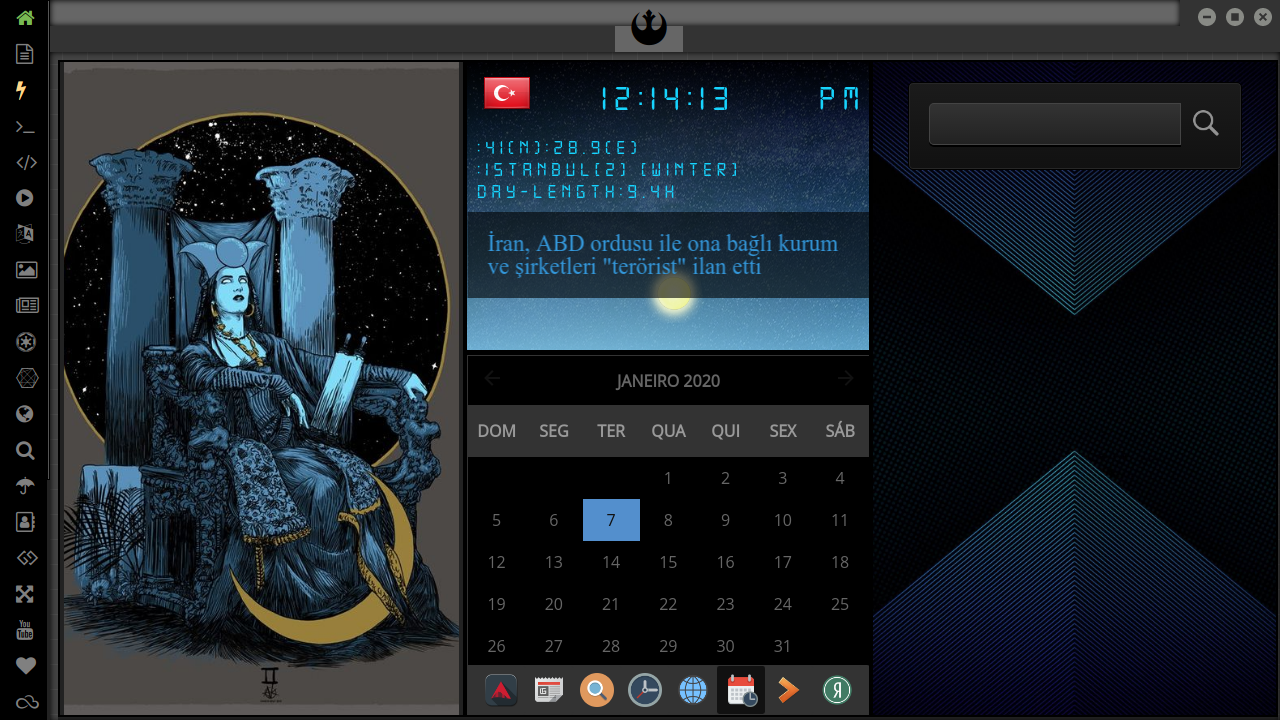 12:14:13 PM
:41(N):28.9(E)
:ISTANBUL(2) (WINTER)
DAY-LENGTH:9.4H
İran, ABD ordusu ile ona bağlı kurum
ve şirketleri "terörist" ilan etti
JANEIRO 2020
DOM SEG TER QUA QUI SEX SÁB
1 2 3 4
5 6 7 8 9 10 11
12 13 14 15 16 17 18
19 20 21 22 23 24 25
26 27 28 29 30 31
II
You
Tube
Я